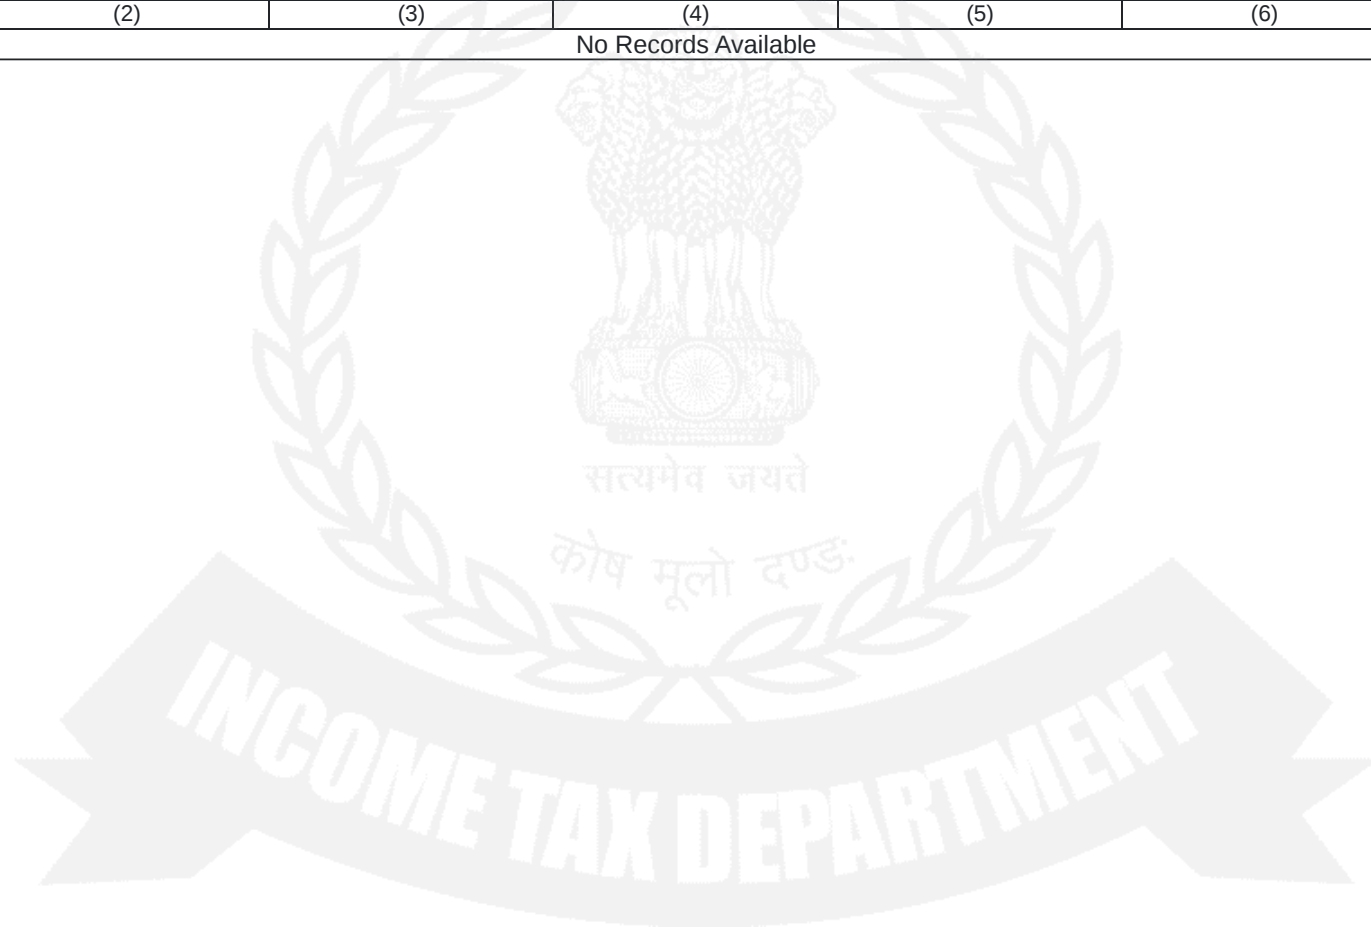 (2) (3) (4) (5) (6)
No Records Available
सत्यमेव जयते
कोष मूलो दण्डः
INCOME TAX DEPARTMENT